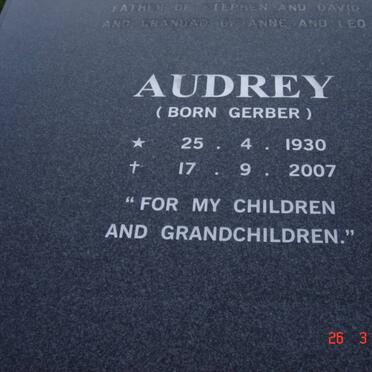 FATHER OF STEPHEN AND DAVID
AND GRANDAD OF ANNE AND LEO
AUDREY
( BORN GERBER )
★ 25 . 4 . 1930
† 17 . 9 . 2007
“ FOR MY CHILDREN
AND GRANDCHILDREN.”
26 3